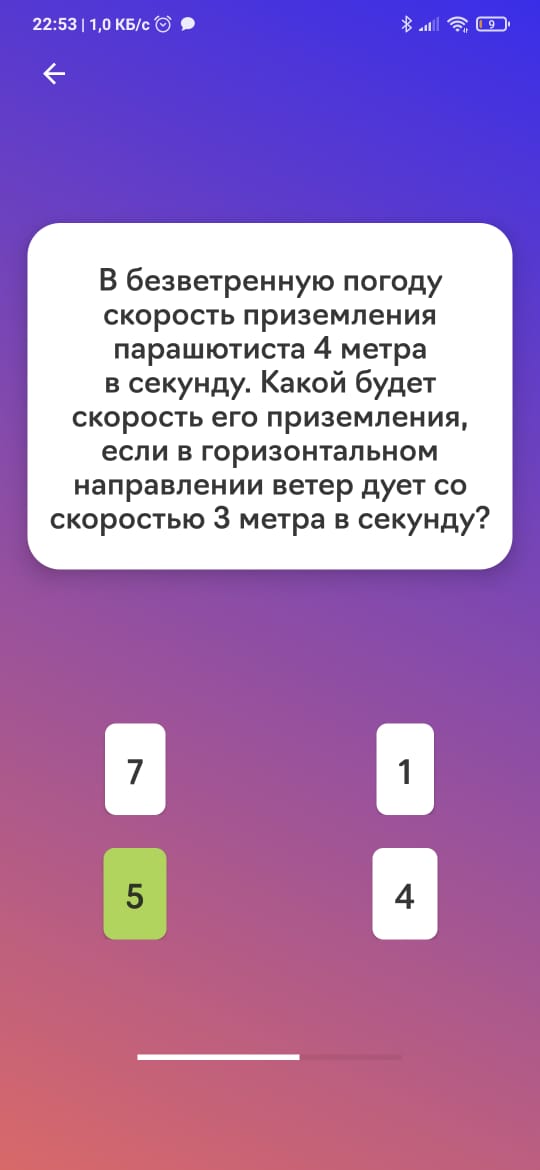 22:53 | 1,0 КБ/с 9
В безветренную погоду
скорость приземления
парашютиста 4 метра
в секунду. Какой будет
скорость его приземления,
если в горизонтальном
направлении ветер дует со
скоростью 3 метра в секунду?
7 1
5 4